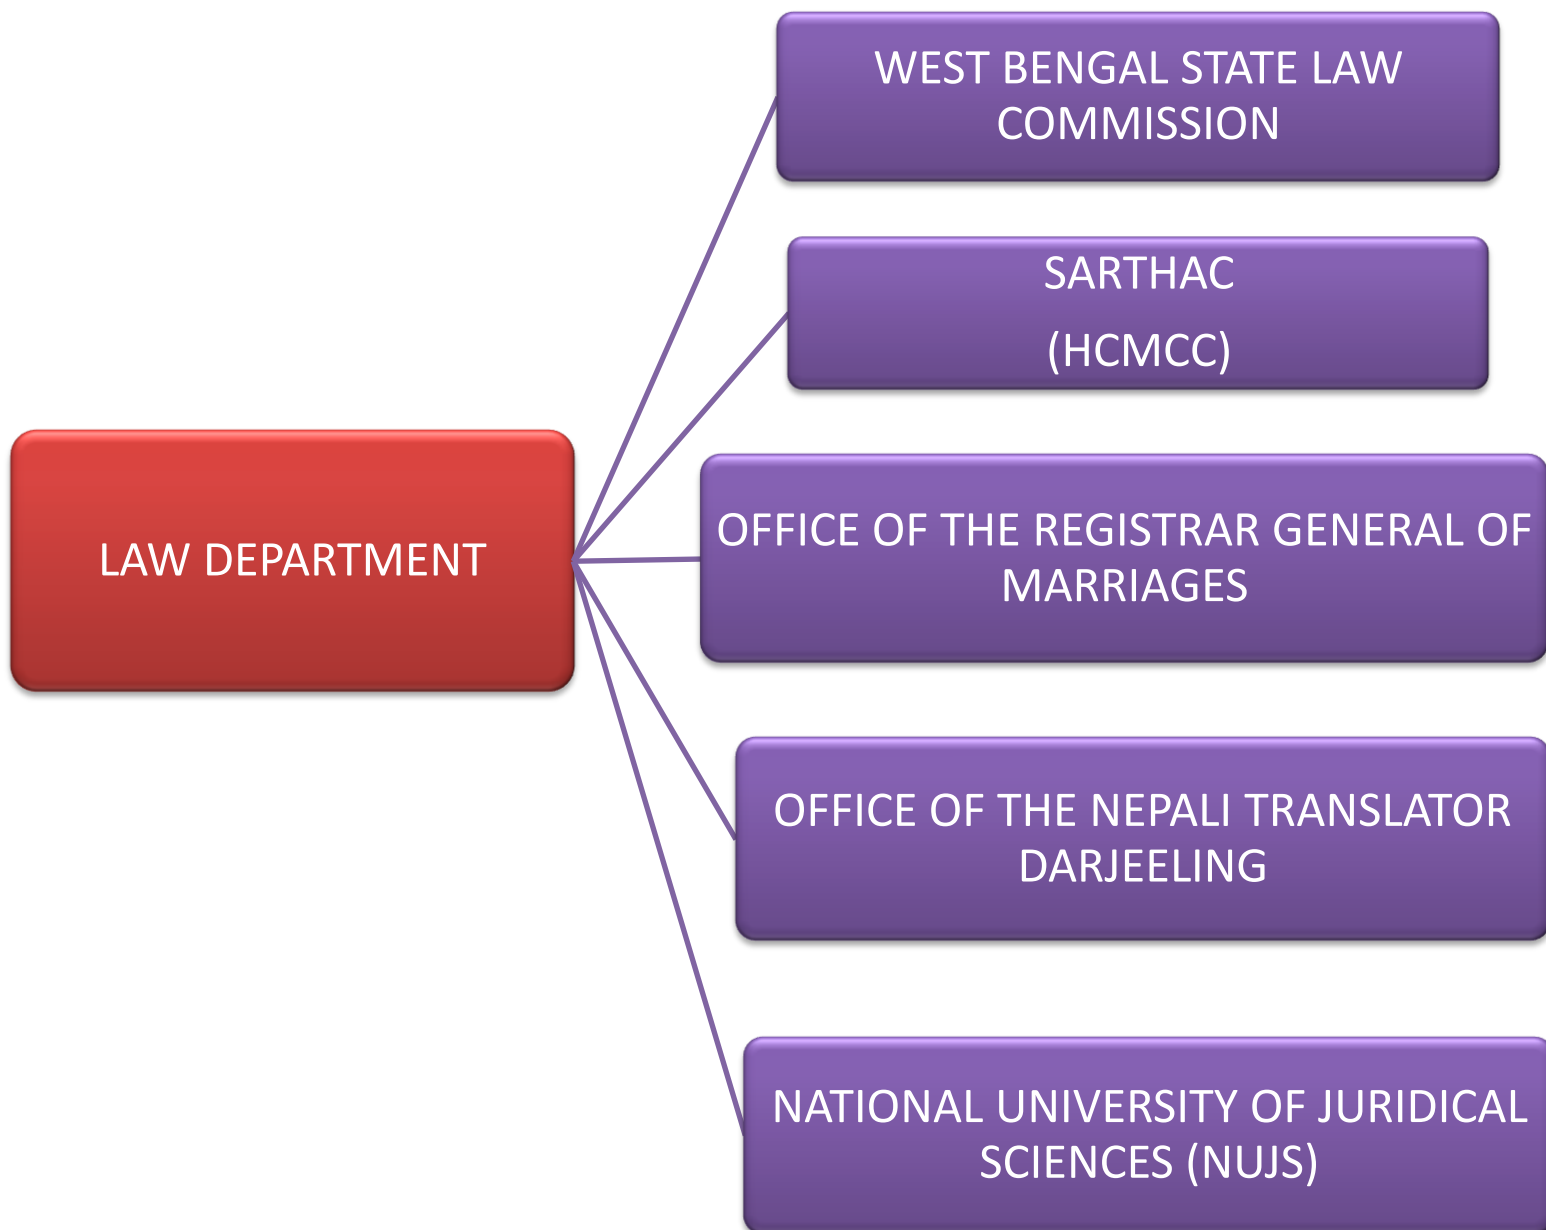 WEST BENGAL STATE LAW
COMMISSION
SARTHAC
(HCMCC)
LAW DEPARTMENT
OFFICE OF THE REGISTRAR GENERAL OF
MARRIAGES
OFFICE OF THE NEPALI TRANSLATOR
DARJEELING
NATIONAL UNIVERSITY OF JURIDICAL
SCIENCES (NUJS)